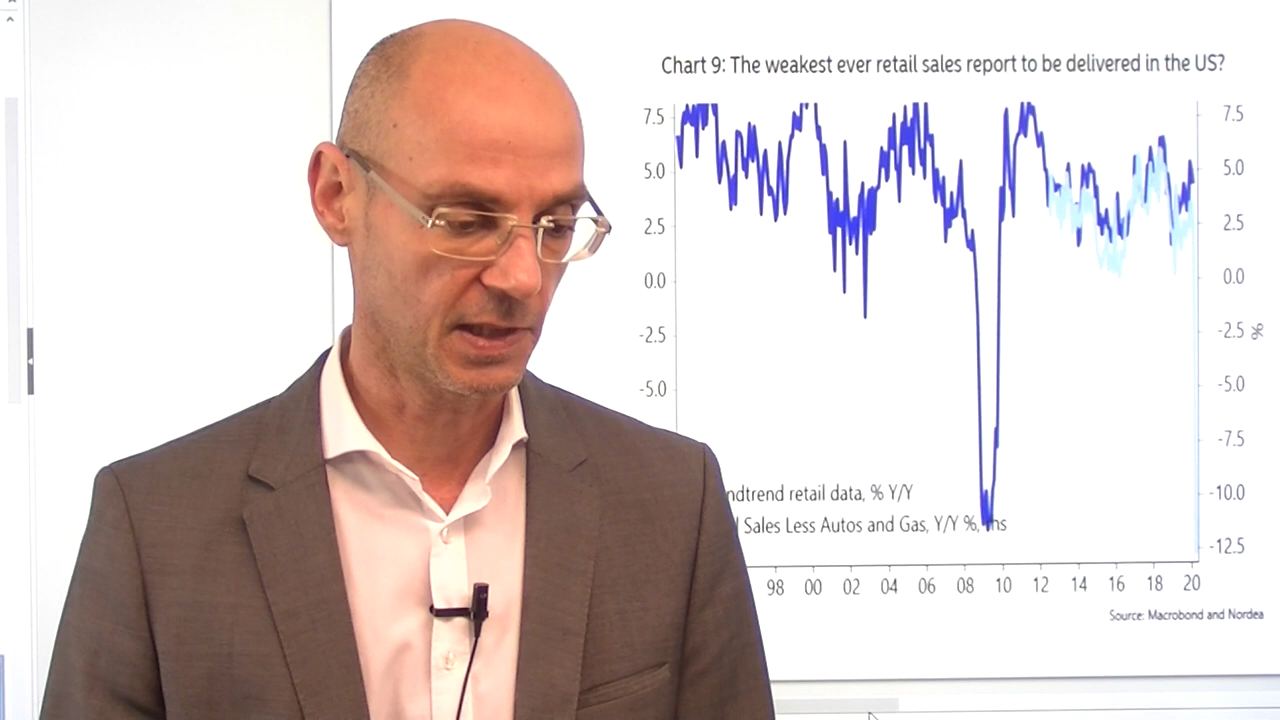 Chart 9: The weakest ever retail sales report to be delivered in the US?
7.5 7.5
5.0 5.0
2.5 2.5
0.0 0.0
-2.5 -2.5 %
-5.0 -5.0
-7.5
-10.0
-12.5
retail data, % Y/Y
Sales Less Autos and Gas, Y/Y %,
98 00 02 04 06 08 10 12 14 16 18 20
Source: Macrobond and Nordea